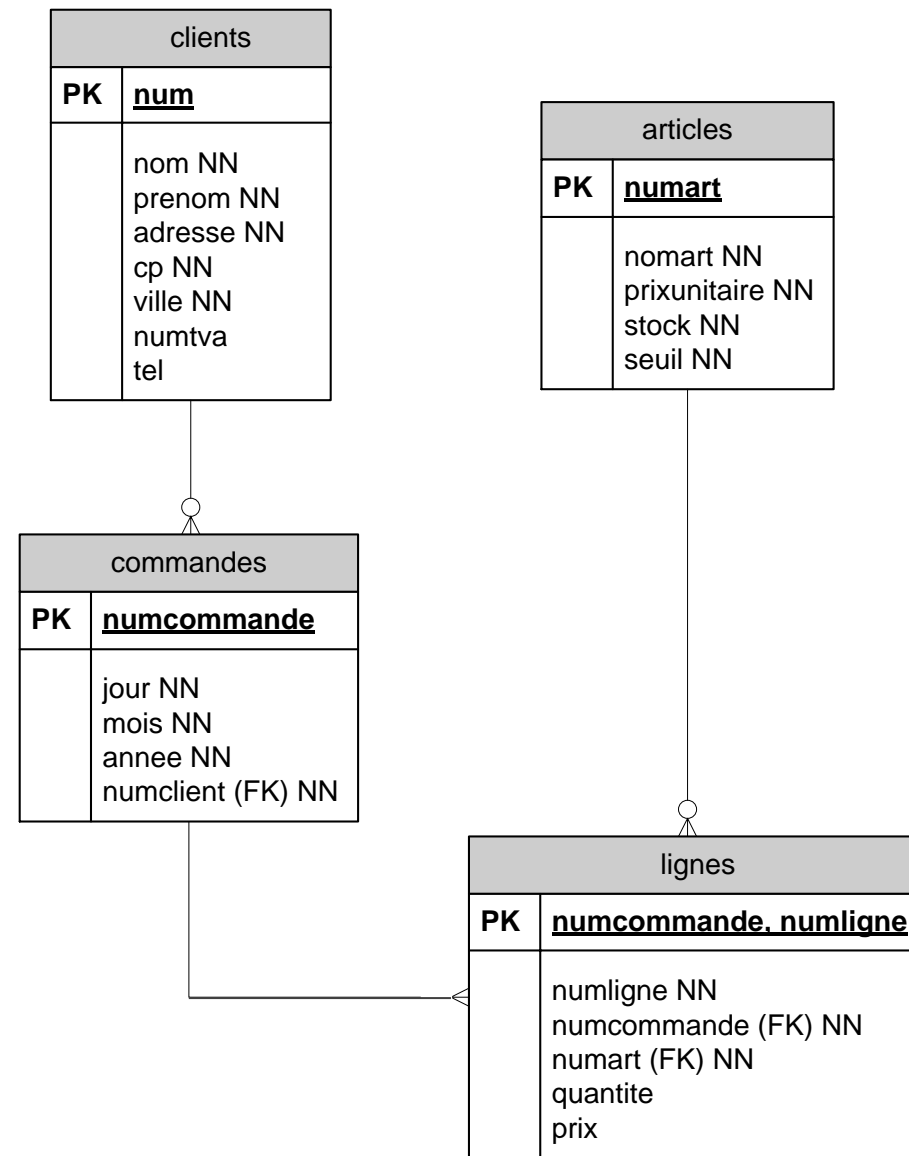 clients
PK num
nom NN
prenom NN
adresse NN
cp NN
ville NN
numtva
tel
articles
PK numart
nomart NN
prixunitaire NN
stock NN
seuil NN
commandes
PK numcommande
jour NN
mois NN
annee NN
numclient (FK) NN
lignes
PK numcommande, numligne
numligne NN
numcommande (FK) NN
numart (FK) NN
quantite
prix